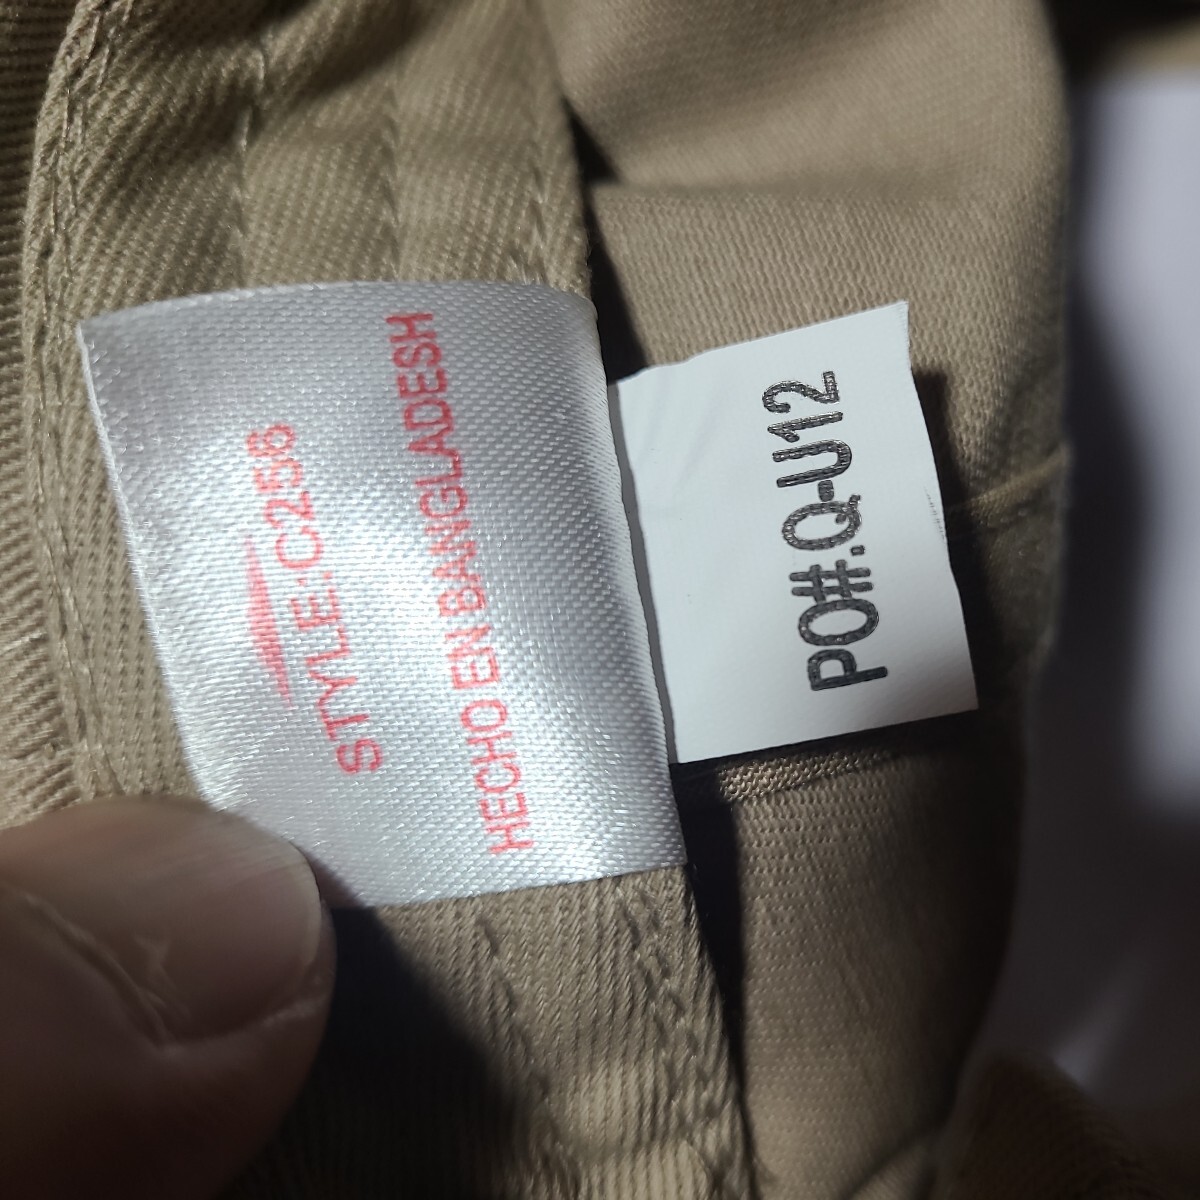 STYLE: C256
HECHO EN BANGLADESH
PO#.Q-U12